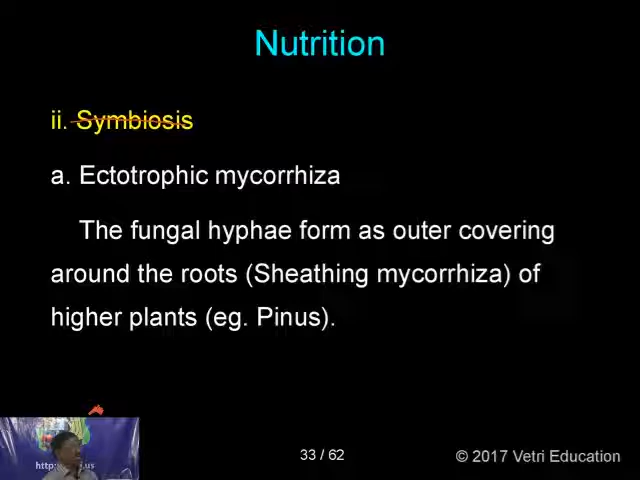 Nutrition
ii. Symbiosis
a. Ectotrophic mycorrhiza
The fungal hyphae form as outer covering
around the roots (Sheathing mycorrhiza) of
higher plants (eg. Pinus).
33 / 62
© 2017 Vetri Education